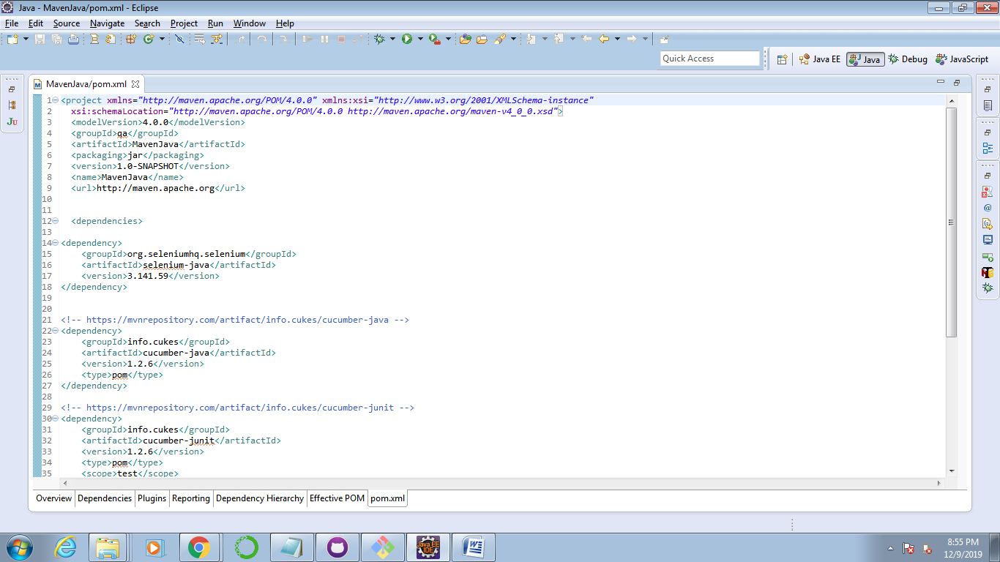 Java - MavenJava/pom.xml - Eclipse
File Edit Source Navigate Search Project Run Window Help
Quick Access
Java EE Java Debug JavaScript
MavenJava/pom.xml
1 <project xmlns="http://maven.apache.org/POM/4.0.0" xmlns:xsi="http://www.w3.org/2001/XMLSchema-instance"
2 xsi:schemaLocation="http://maven.apache.org/POM/4.0.0 http://maven.apache.org/maven-v4_0_0.xsd">
3 <modelVersion>4.0.0</modelVersion>
4 <groupId>qa</groupId>
5 <artifactId>MavenJava</artifactId>
6 <packaging>jar</packaging>
7 <version>1.0-SNAPSHOT</version>
8 <name>MavenJava</name>
9 <url>http://maven.apache.org</url>
10
11
12 <dependencies>
13
14 <dependency>
15 <groupId>org.seleniumhq.selenium</groupId>
16 <artifactId>selenium-java</artifactId>
17 <version>3.141.59</version>
18 </dependency>
19
20
21 <!-- https://mvnrepository.com/artifact/info.cukes/cucumber-java -->
22 <dependency>
23 <groupId>info.cukes</groupId>
24 <artifactId>cucumber-java</artifactId>
25 <version>1.2.6</version>
26 <type>pom</type>
27 </dependency>
28
29 <!-- https://mvnrepository.com/artifact/info.cukes/cucumber-junit -->
30 <dependency>
31 <groupId>info.cukes</groupId>
32 <artifactId>cucumber-junit</artifactId>
33 <version>1.2.6</version>
34 <type>pom</type>
35 <scope>test</scope>
Overview Dependencies Plugins Reporting Dependency Hierarchy Effective POM pom.xml
Java EE
IDE
8:55 PM
12/9/2019